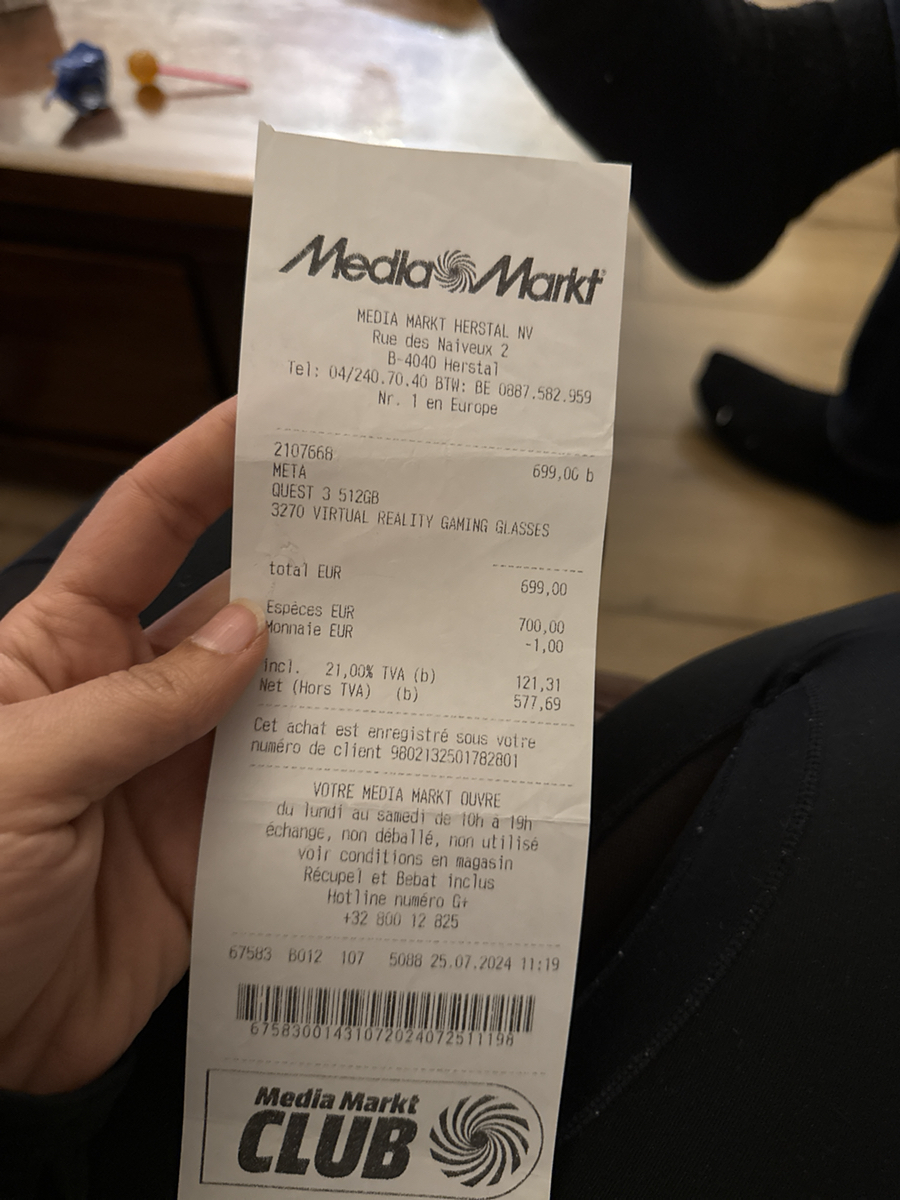 Media Markt
MEDIA MARKT HERSTAL NV
Rue des Naiveux 2
B-4040 Herstal
Tel: 04/240.70.40 BTW: BE 0887.582.959
Nr. 1 en Europe
2107668
META 699,00 b
QUEST 3 512GB
3270 VIRTUAL REALITY GAMING GLASSES
total EUR 699,00
Espèces EUR 700,00
Monnaie EUR -1,00
incl. 21,00% TVA (b) 121,31
Net (Hors TVA) (b) 577,69
Cet achat est enregistré sous votre
numéro de client 9802132501782801
VOTRE MEDIA MARKT OUVRE
du lundi au samedi de 10h à 19h
échange, non déballé, non utilisé
voir conditions en magasin
Récupel et Bebat inclus
Hotline numéro G+
+32 800 12 825
67583 B012 107 5088 25.07.2024 11:19
67583001431072024072511198
Media Markt
CLUB